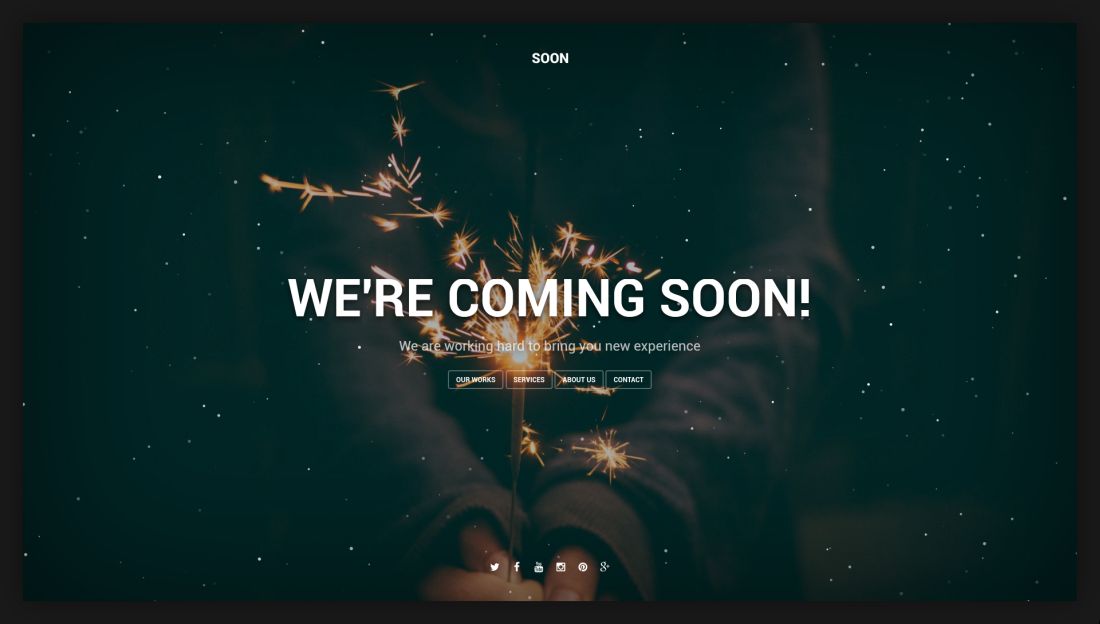 SOON
WE'RE COMING SOON!
We are working hard to bring you new experience
OUR WORKS SERVICES ABOUT US CONTACT